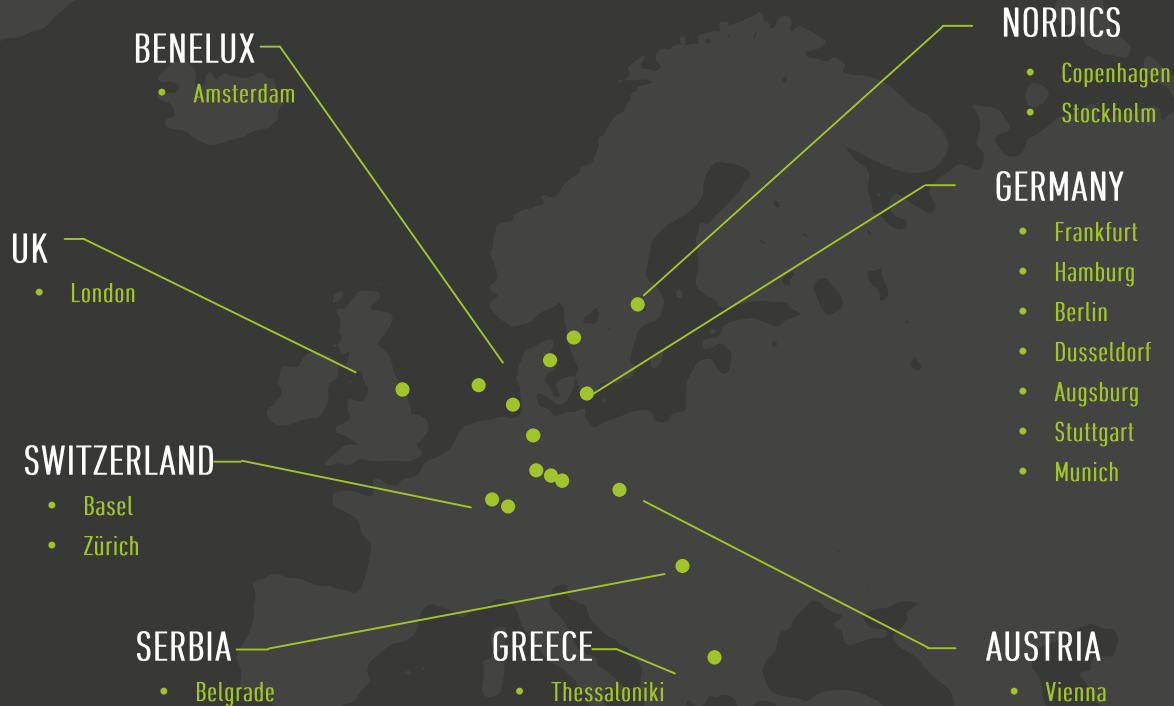 BENELUX
• Amsterdam
NORDICS
• Copenhagen
• Stockholm
GERMANY
• Frankfurt
• Hamburg
• Berlin
• Dusseldorf
• Augsburg
• Stuttgart
• Munich
UK
• London
SWITZERLAND
• Basel
• Zürich
SERBIA
• Belgrade
GREECE
• Thessaloniki
AUSTRIA
• Vienna